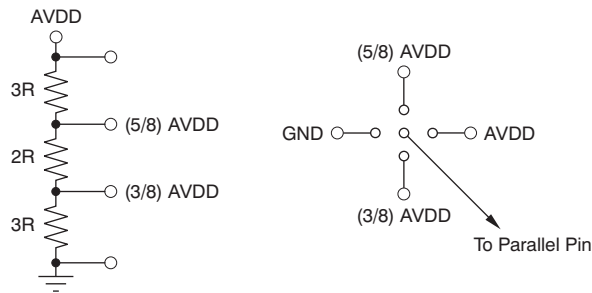 AVDD
3R
(5/8) AVDD
2R
(3/8) AVDD
3R
(5/8) AVDD
GND
AVDD
(3/8) AVDD
To Parallel Pin